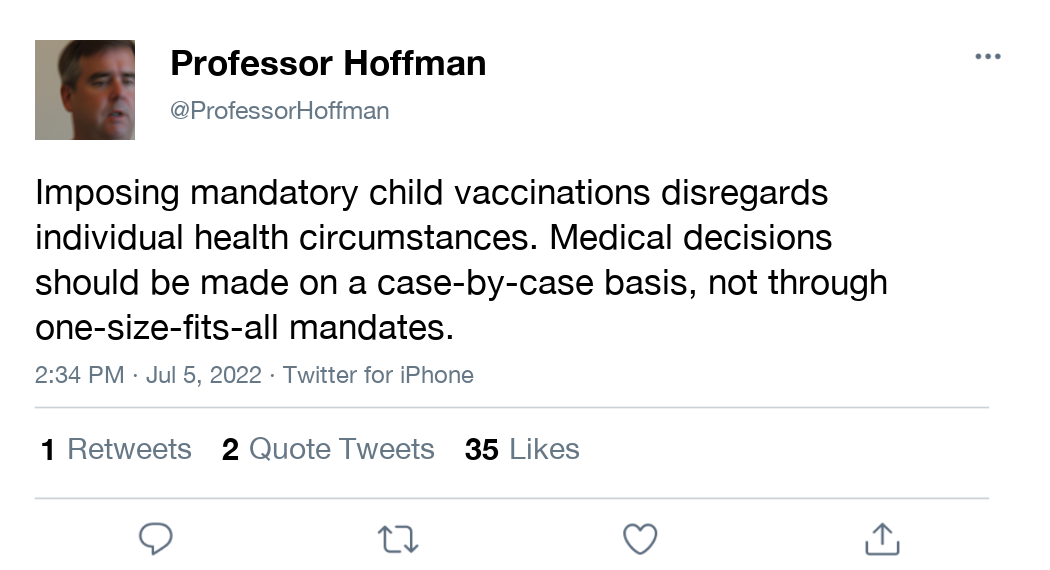 Professor Hoffman
@ProfessorHoffman
Imposing mandatory child vaccinations disregards
individual health circumstances. Medical decisions
should be made on a case-by-case basis, not through
one-size-fits-all mandates.
2:34 PM · Jul 5, 2022 · Twitter for iPhone
1 Retweets 2 Quote Tweets 35 Likes